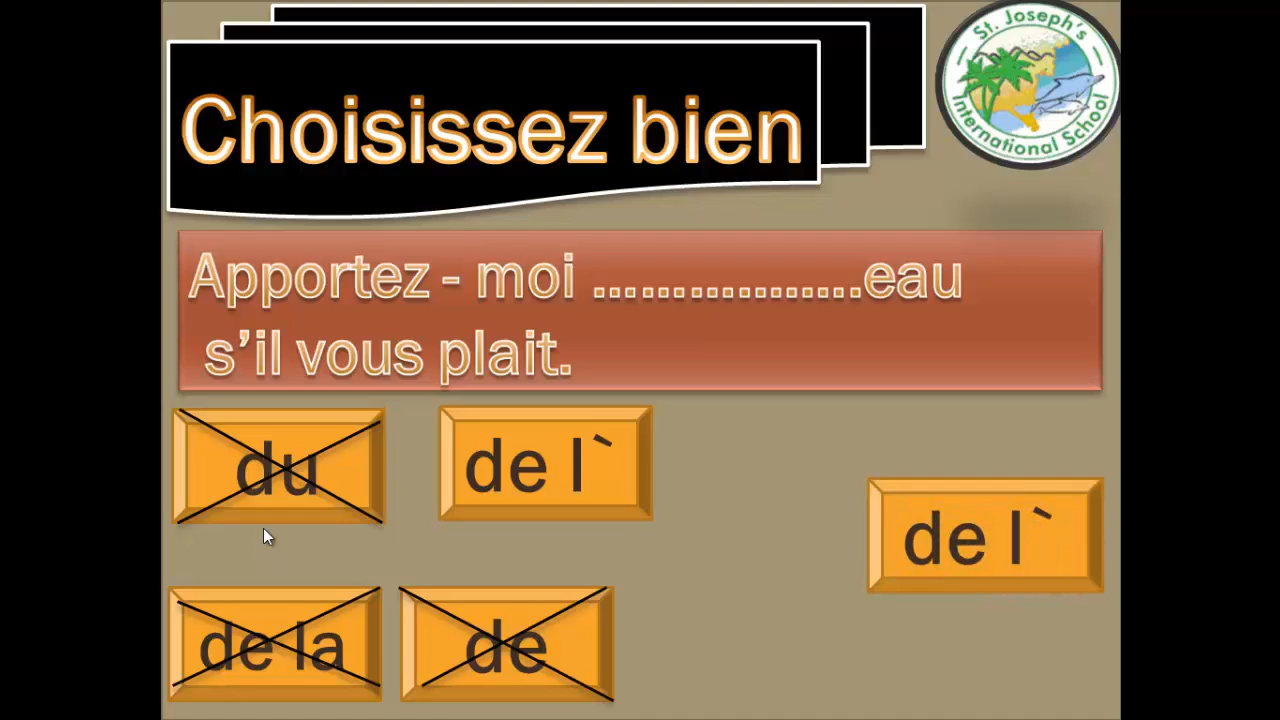 Choisissez bien
St. Joseph's
International School
Apportez - moi .................eau
s’il vous plait.
du
de l`
de l`
de la
de